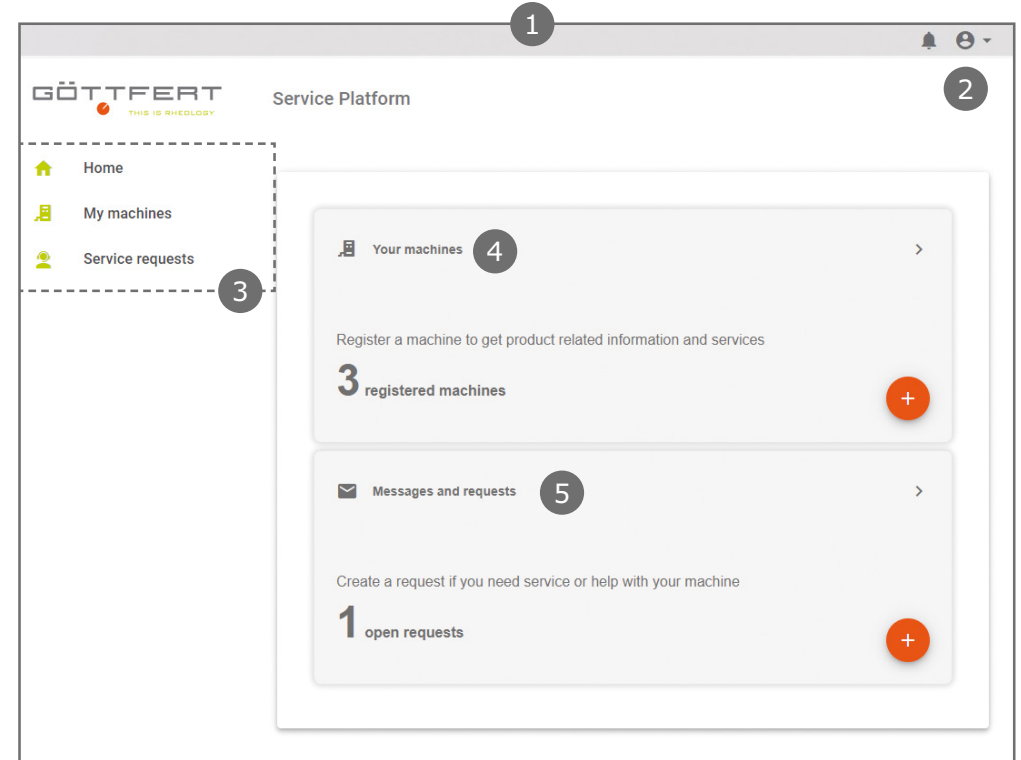 1
2
GÖTTFERT
THIS IS RHEOLOGY
Service Platform
Home
My machines
Service requests
3
Your machines
4
Register a machine to get product related information and services
3 registered machines
+
Messages and requests
5
Create a request if you need service or help with your machine
1 open requests
+